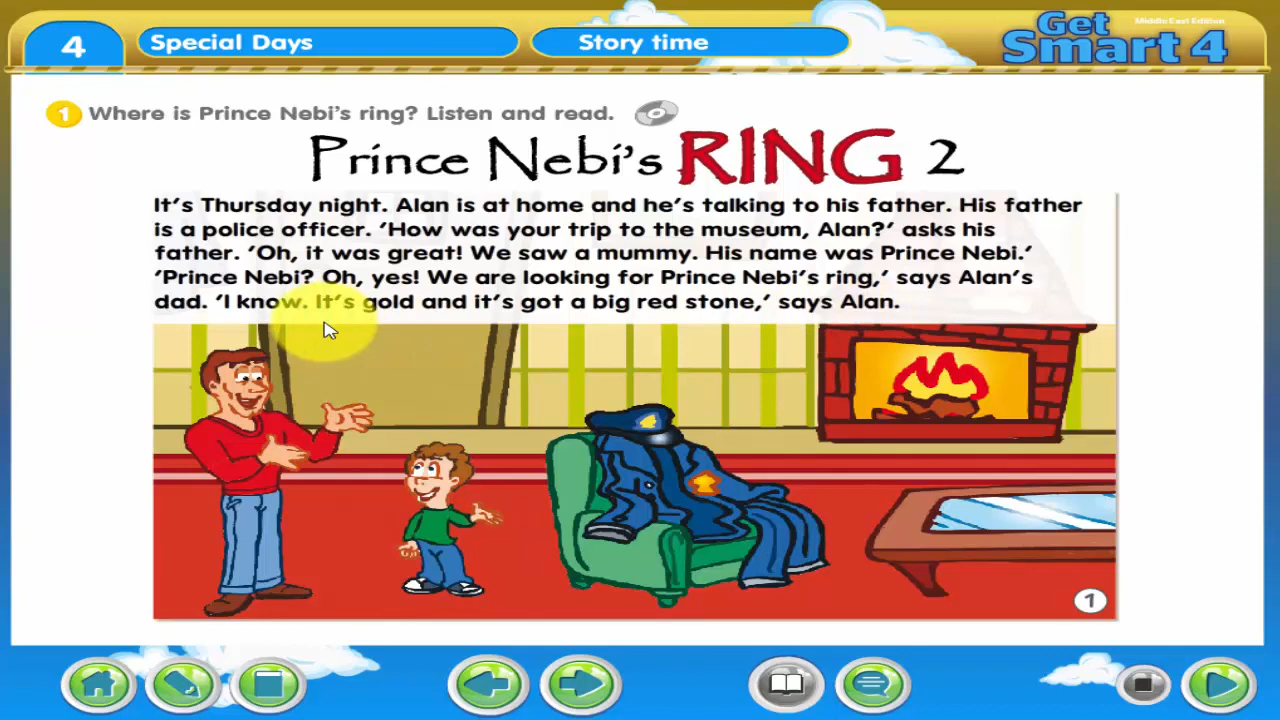 4
Special Days
Story time
Middle East Edition
Get
Smart 4
1 Where is Prince Nebi's ring? Listen and read.
Prince Nebi's RING 2
It's Thursday night. Alan is at home and he's talking to his father. His father
is a police officer. 'How was your trip to the museum, Alan?' asks his
father. 'Oh, it was great! We saw a mummy. His name was Prince Nebi.'
'Prince Nebi? Oh, yes! We are looking for Prince Nebi's ring,' says Alan's
dad. 'I know. It's gold and it's got a big red stone,' says Alan.
1